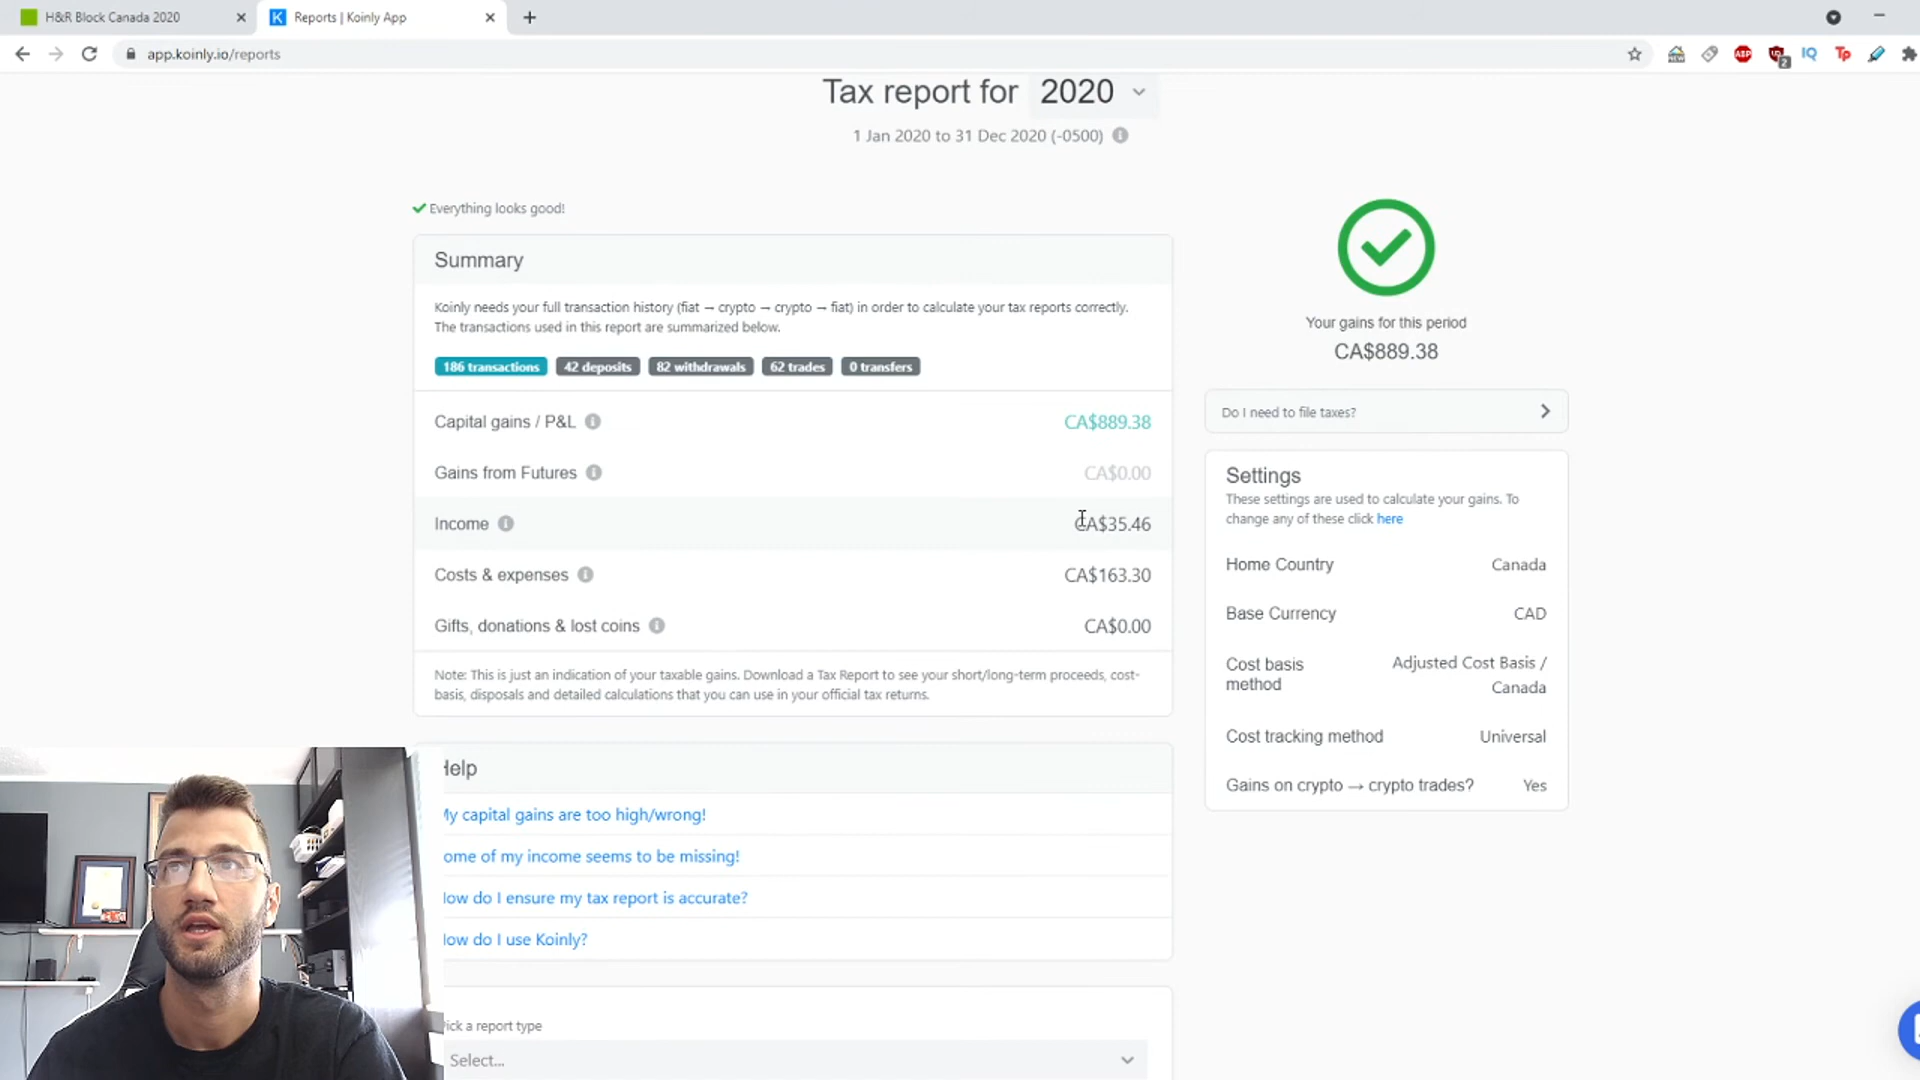 H&R Block Canada 2020
Reports | Koinly App
app.koinly.io/reports
NEW
ABP
2
IQ
Tp
Tax report for 2020
1 Jan 2020 to 31 Dec 2020 (-0500)
Everything looks good!
Summary
Koinly needs your full transaction history (fiat → crypto → crypto → fiat) in order to calculate your tax reports correctly.
The transactions used in this report are summarized below.
186 transactions 42 deposits 82 withdrawals 62 trades 0 transfers
Capital gains / P&L CA$889.38
Gains from Futures CA$0.00
Income CA$35.46
Costs & expenses CA$163.30
Gifts, donations & lost coins CA$0.00
Note: This is just an indication of your taxable gains. Download a Tax Report to see your short/long-term proceeds, cost-
basis, disposals and detailed calculations that you can use in your official tax returns.
Your gains for this period
CA$889.38
Do I need to file taxes?
Settings
These settings are used to calculate your gains. To
change any of these click here
Home Country Canada
Base Currency CAD
Cost basis
method
Adjusted Cost Basis /
Canada
Cost tracking method Universal
Gains on crypto → crypto trades? Yes
Help
My capital gains are too high/wrong!
ome of my income seems to be missing!
How do I ensure my tax report is accurate?
How do I use Koinly?
ick a report type
Select...